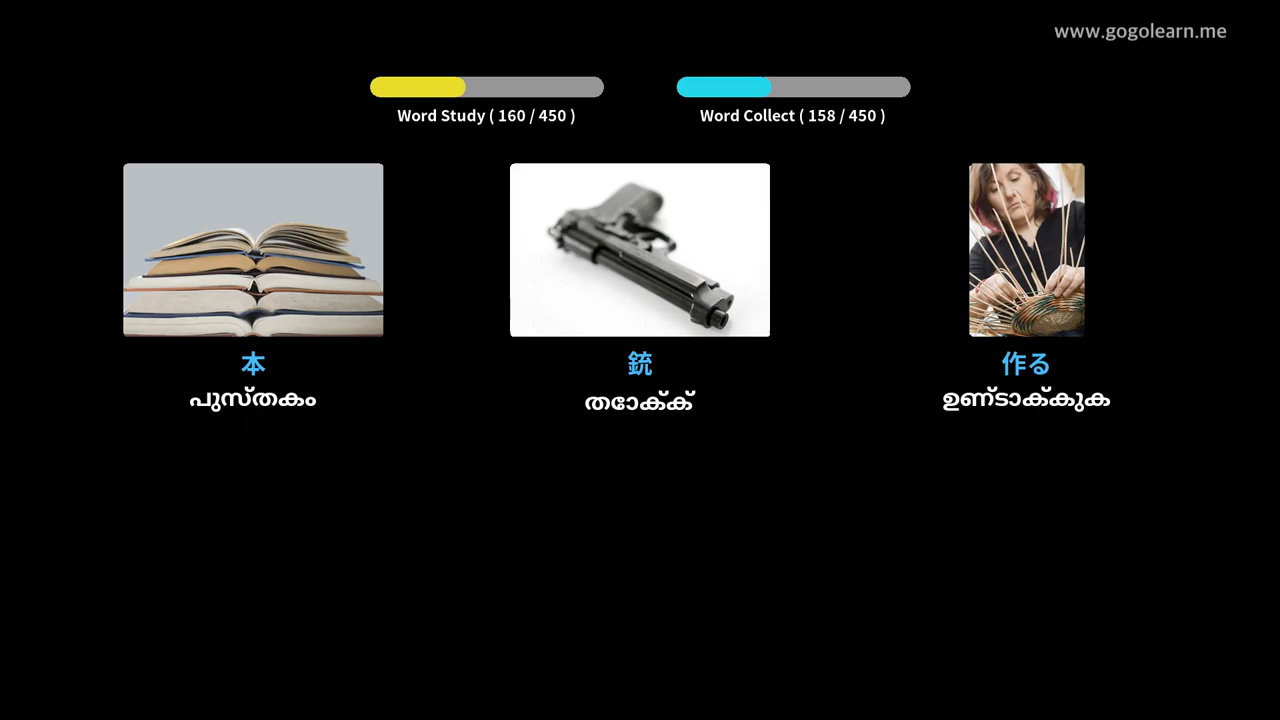 www.gogolearn.me
Word Study ( 160 / 450 )
Word Collect ( 158 / 450 )
本
പുസ്തകം
銃
തോക്ക്
作る
ഉണ്ടാക്കുക